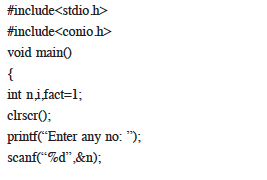 #include<stdio.h>
#include<conio.h>
void main()
{
int n,i,fact=1;
clrscr();
printf(“Enter any no: ”);
scanf(“%d”,&n);